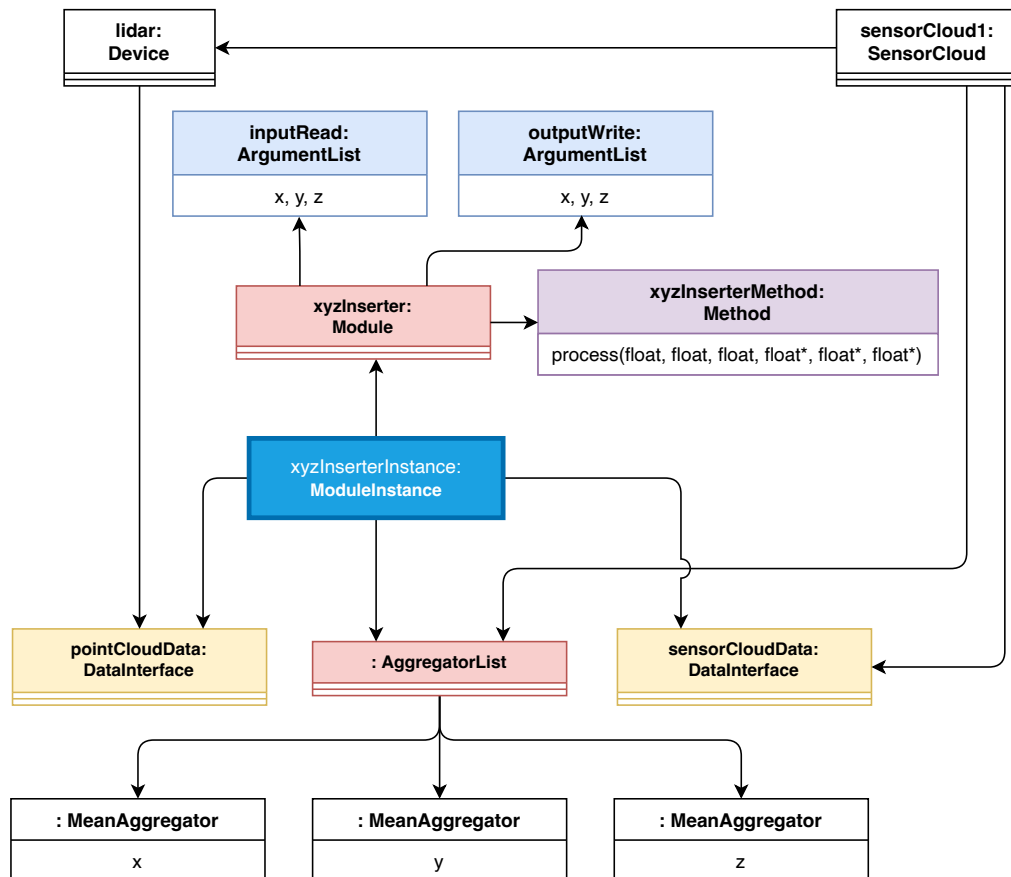 lidar:
Device
sensorCloud1:
SensorCloud
inputRead:
ArgumentList
x, y, z
outputWrite:
ArgumentList
x, y, z
xyzInserter:
Module
xyzInserterMethod:
Method
process(float, float, float, float*, float*, float*)
xyzInserterInstance:
ModuleInstance
pointCloudData:
DataInterface
: AggregatorList
sensorCloudData:
DataInterface
: MeanAggregator
x
: MeanAggregator
y
: MeanAggregator
z